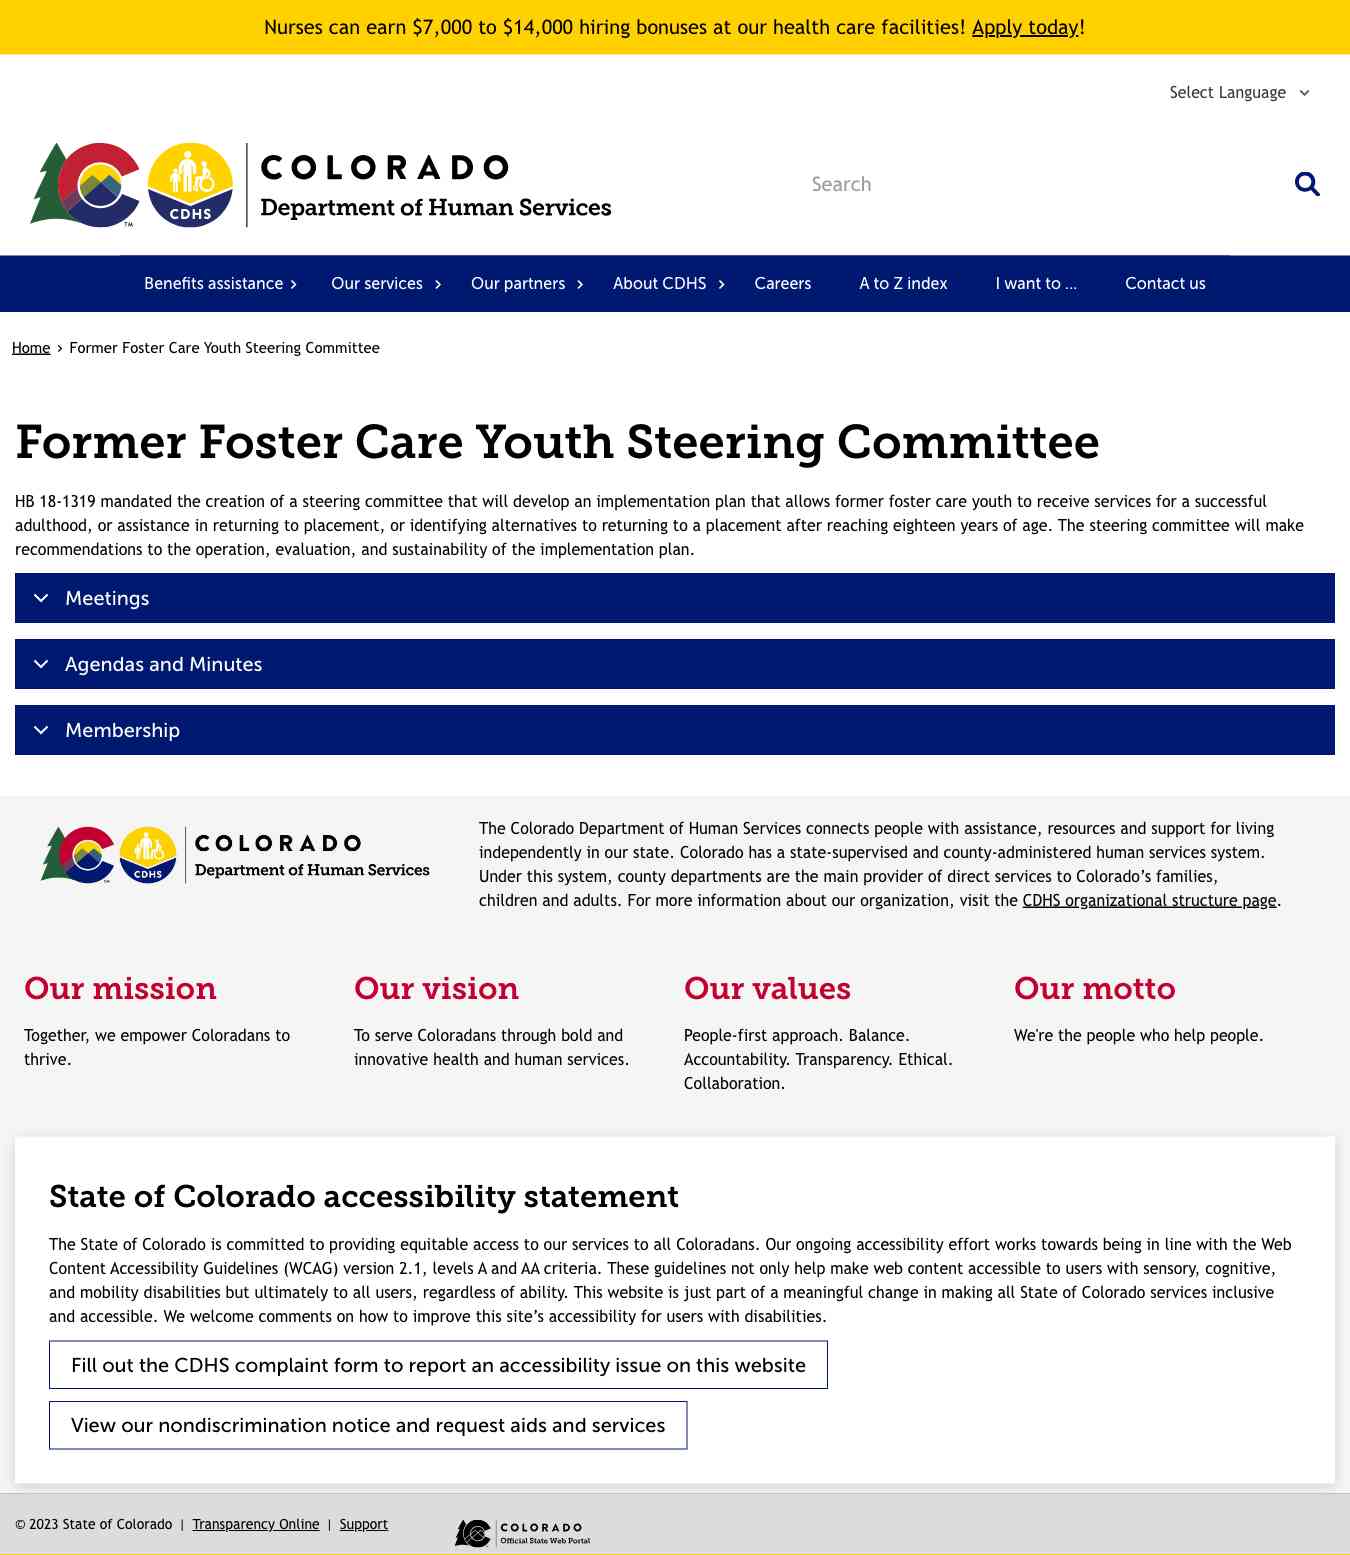 Nurses can earn $7,000 to $14,000 hiring bonuses at our health care facilities! Apply today!
Select Language
CDHS
TM
COLORADO
Department of Human Services
Search
Benefits assistance
Our services
Our partners
About CDHS
Careers
A to Z index
I want to ...
Contact us
Home › Former Foster Care Youth Steering Committee
Former Foster Care Youth Steering Committee
HB 18-1319 mandated the creation of a steering committee that will develop an implementation plan that allows former foster care youth to receive services for a successful
adulthood, or assistance in returning to placement, or identifying alternatives to returning to a placement after reaching eighteen years of age. The steering committee will make
recommendations to the operation, evaluation, and sustainability of the implementation plan.
Meetings
Agendas and Minutes
Membership
CDHS
COLORADO
Department of Human Services
The Colorado Department of Human Services connects people with assistance, resources and support for living
independently in our state. Colorado has a state-supervised and county-administered human services system.
Under this system, county departments are the main provider of direct services to Colorado’s families,
children and adults. For more information about our organization, visit the CDHS organizational structure page.
Our mission
Together, we empower Coloradans to
thrive.
Our vision
To serve Coloradans through bold and
innovative health and human services.
Our values
People-first approach. Balance.
Accountability. Transparency. Ethical.
Collaboration.
Our motto
We're the people who help people.
State of Colorado accessibility statement
The State of Colorado is committed to providing equitable access to our services to all Coloradans. Our ongoing accessibility effort works towards being in line with the Web
Content Accessibility Guidelines (WCAG) version 2.1, levels A and AA criteria. These guidelines not only help make web content accessible to users with sensory, cognitive,
and mobility disabilities but ultimately to all users, regardless of ability. This website is just part of a meaningful change in making all State of Colorado services inclusive
and accessible. We welcome comments on how to improve this site’s accessibility for users with disabilities.
Fill out the CDHS complaint form to report an accessibility issue on this website
View our nondiscrimination notice and request aids and services
© 2023 State of Colorado | Transparency Online | Support
COLORADO
Official State Web Portal